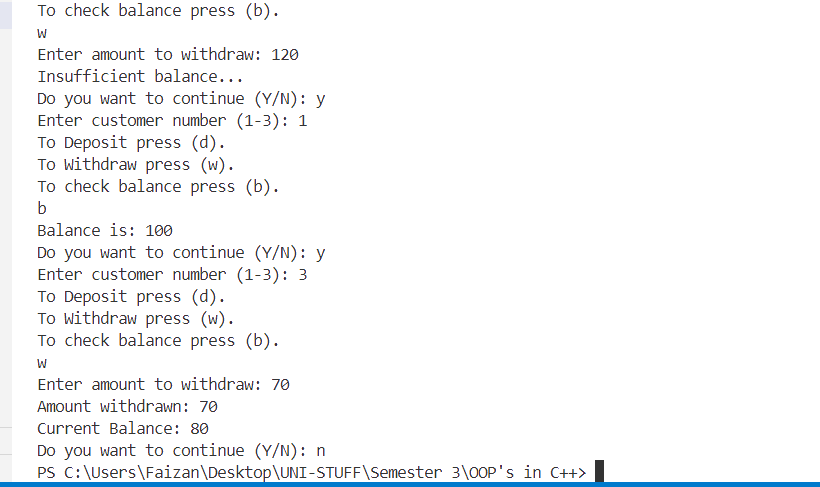 To check balance press (b).
w
Enter amount to withdraw: 120
Insufficient balance...
Do you want to continue (Y/N): y
Enter customer number (1-3): 1
To Deposit press (d).
To Withdraw press (w).
To check balance press (b).
b
Balance is: 100
Do you want to continue (Y/N): y
Enter customer number (1-3): 3
To Deposit press (d).
To Withdraw press (w).
To check balance press (b).
w
Enter amount to withdraw: 70
Amount withdrawn: 70
Current Balance: 80
Do you want to continue (Y/N): n
PS C:\Users\Faizan\Desktop\UNI-STUFF\Semester 3\OOP's in C++>